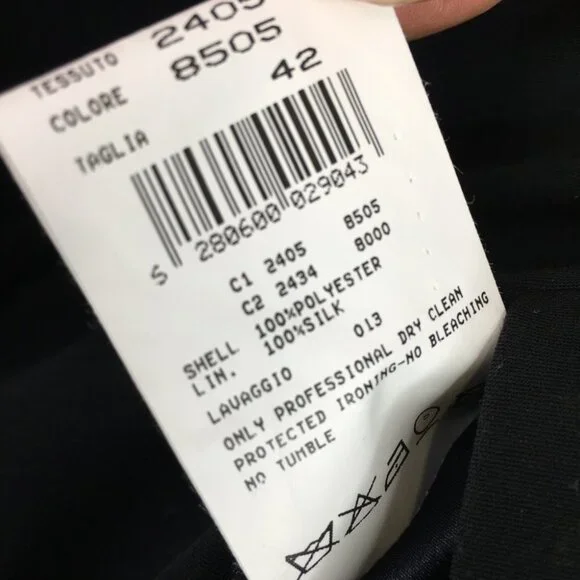 TESSUTO 2405
COLORE 8505
TAGLIA 42
5 280600 029043
C1 2405 8505
C2 2434 8000
SHELL 100%POLYESTER
LIN. 100%SILK
LAVAGGIO 013
ONLY PROFESSIONAL DRY CLEAN
PROTECTED IRONING-NO BLEACHING
NO TUMBLE